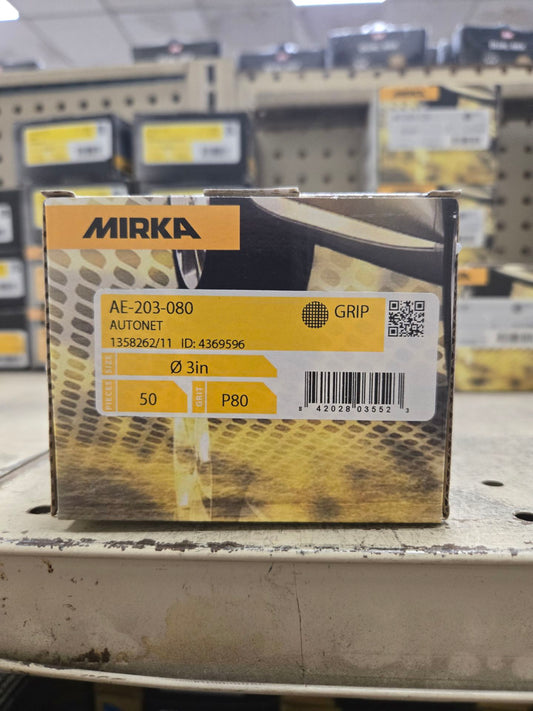 MIRKA
AE-203-080
AUTONET
1358262/11 ID: 4369596
GRIP
SIZE Ø 3in
PIECES 50
GRIT P80
8 42028 03552 3